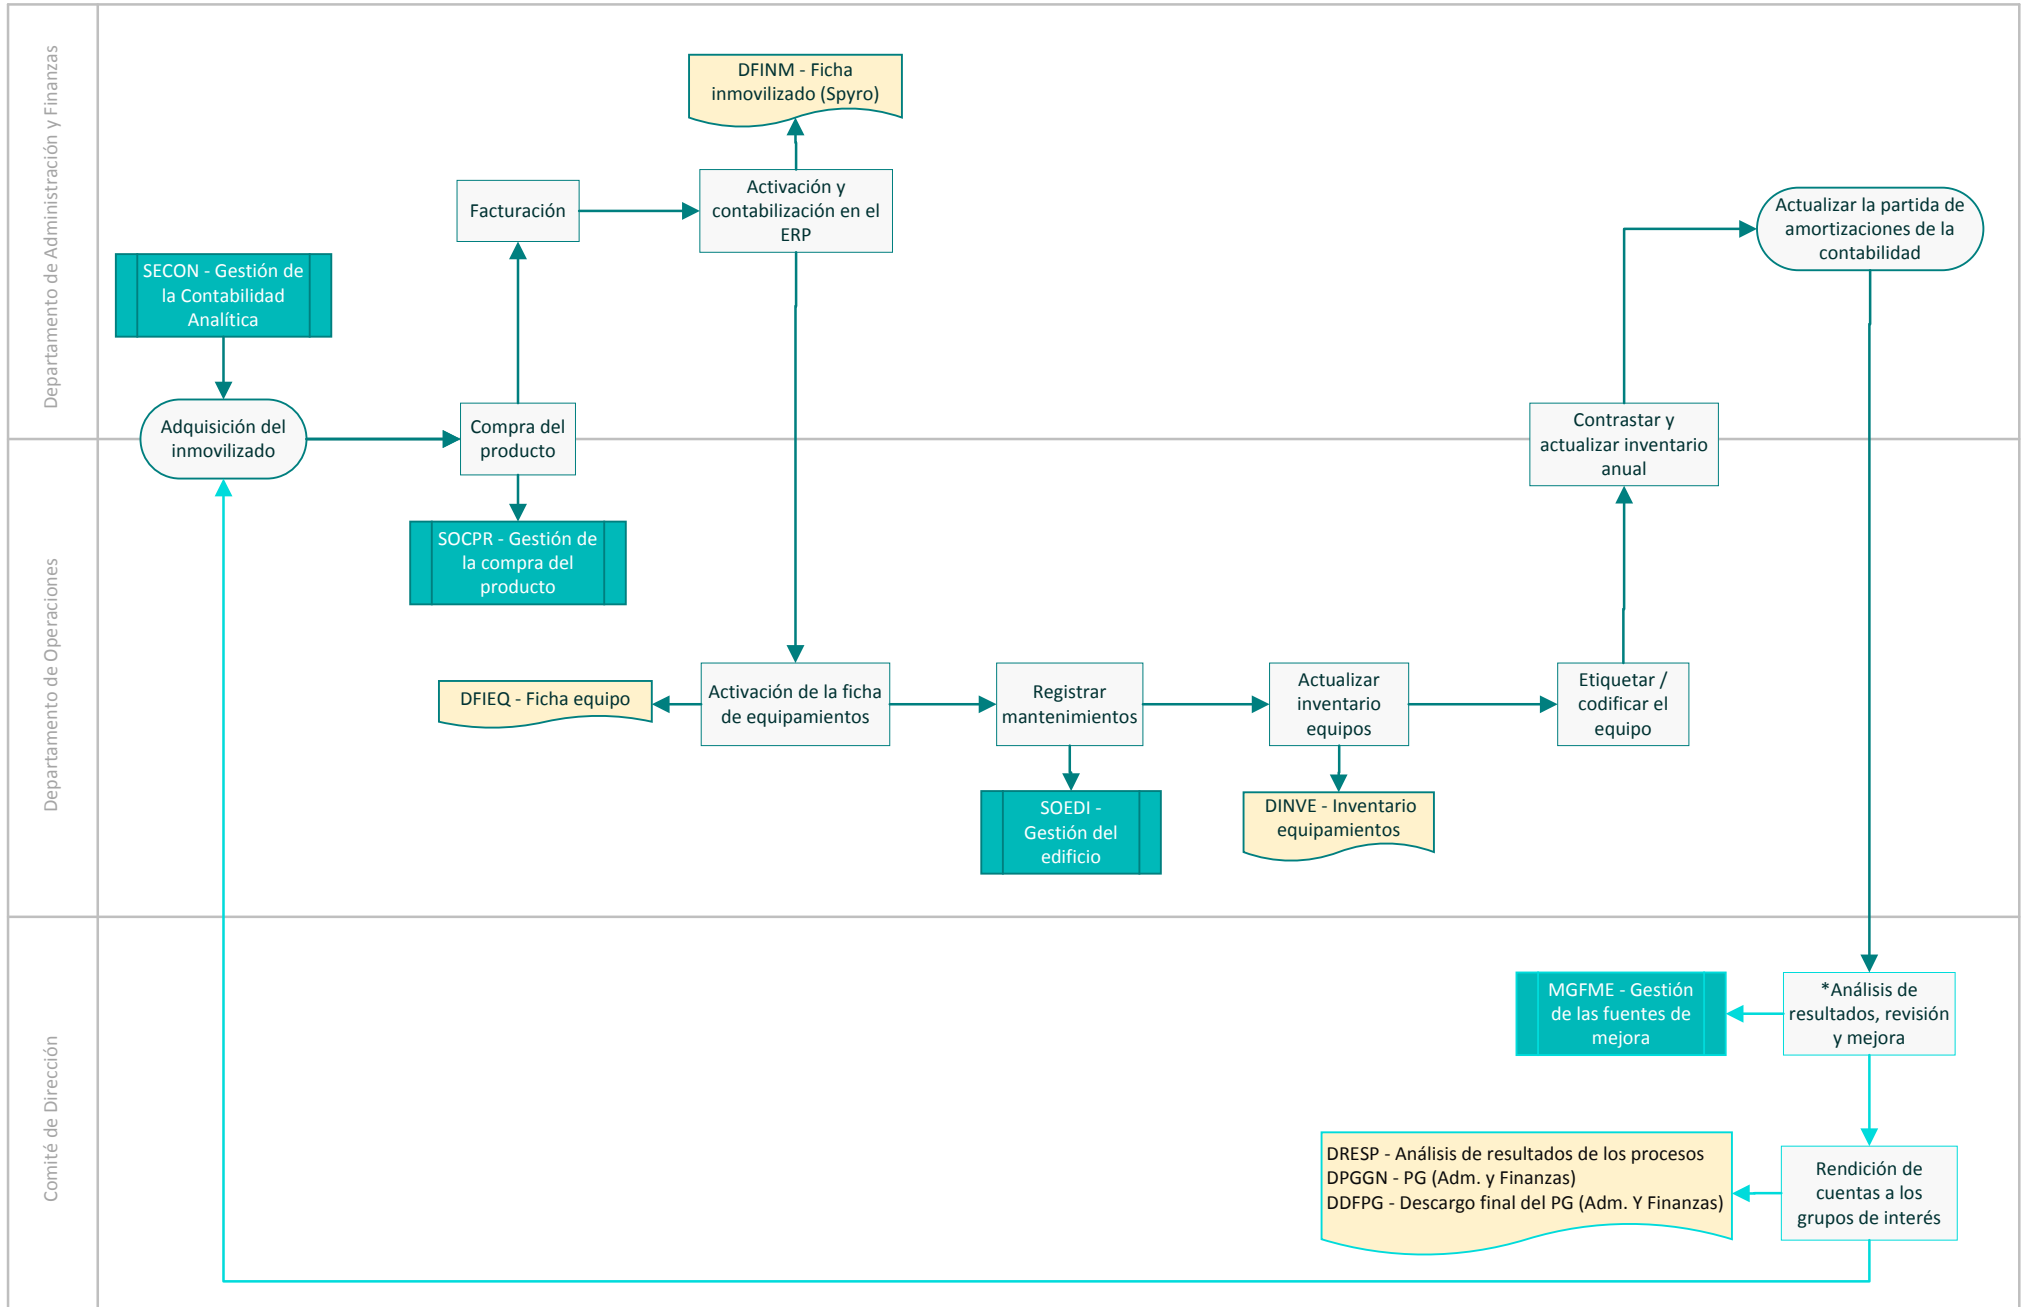 Departamento de Administración y Finanzas
DFINM - Ficha
inmovilizado (Spyro)
Facturación
Activación y
contabilización en el
ERP
Actualizar la partida de
amortizaciones de la
contabilidad
SECON - Gestión de
la Contabilidad
Analítica
Adquisición del
inmovilizado
Compra del
producto
Contrastar y
actualizar inventario
anual
Departamento de Operaciones
SOCPR - Gestión de
la compra del
producto
DFIEQ - Ficha equipo
Activación de la ficha
de equipamientos
Registrar
mantenimientos
Actualizar
inventario
equipos
Etiquetar /
codificar el
equipo
SOEDI -
Gestión del
edificio
DINVE - Inventario
equipamientos
Comité de Dirección
MGFME - Gestión
de las fuentes de
mejora
*Análisis de
resultados, revisión
y mejora
DRESP - Análisis de resultados de los procesos
DPGGN - PG (Adm. y Finanzas)
DDFPG - Descargo final del PG (Adm. Y Finanzas)
Rendición de
cuentas a los
grupos de interés